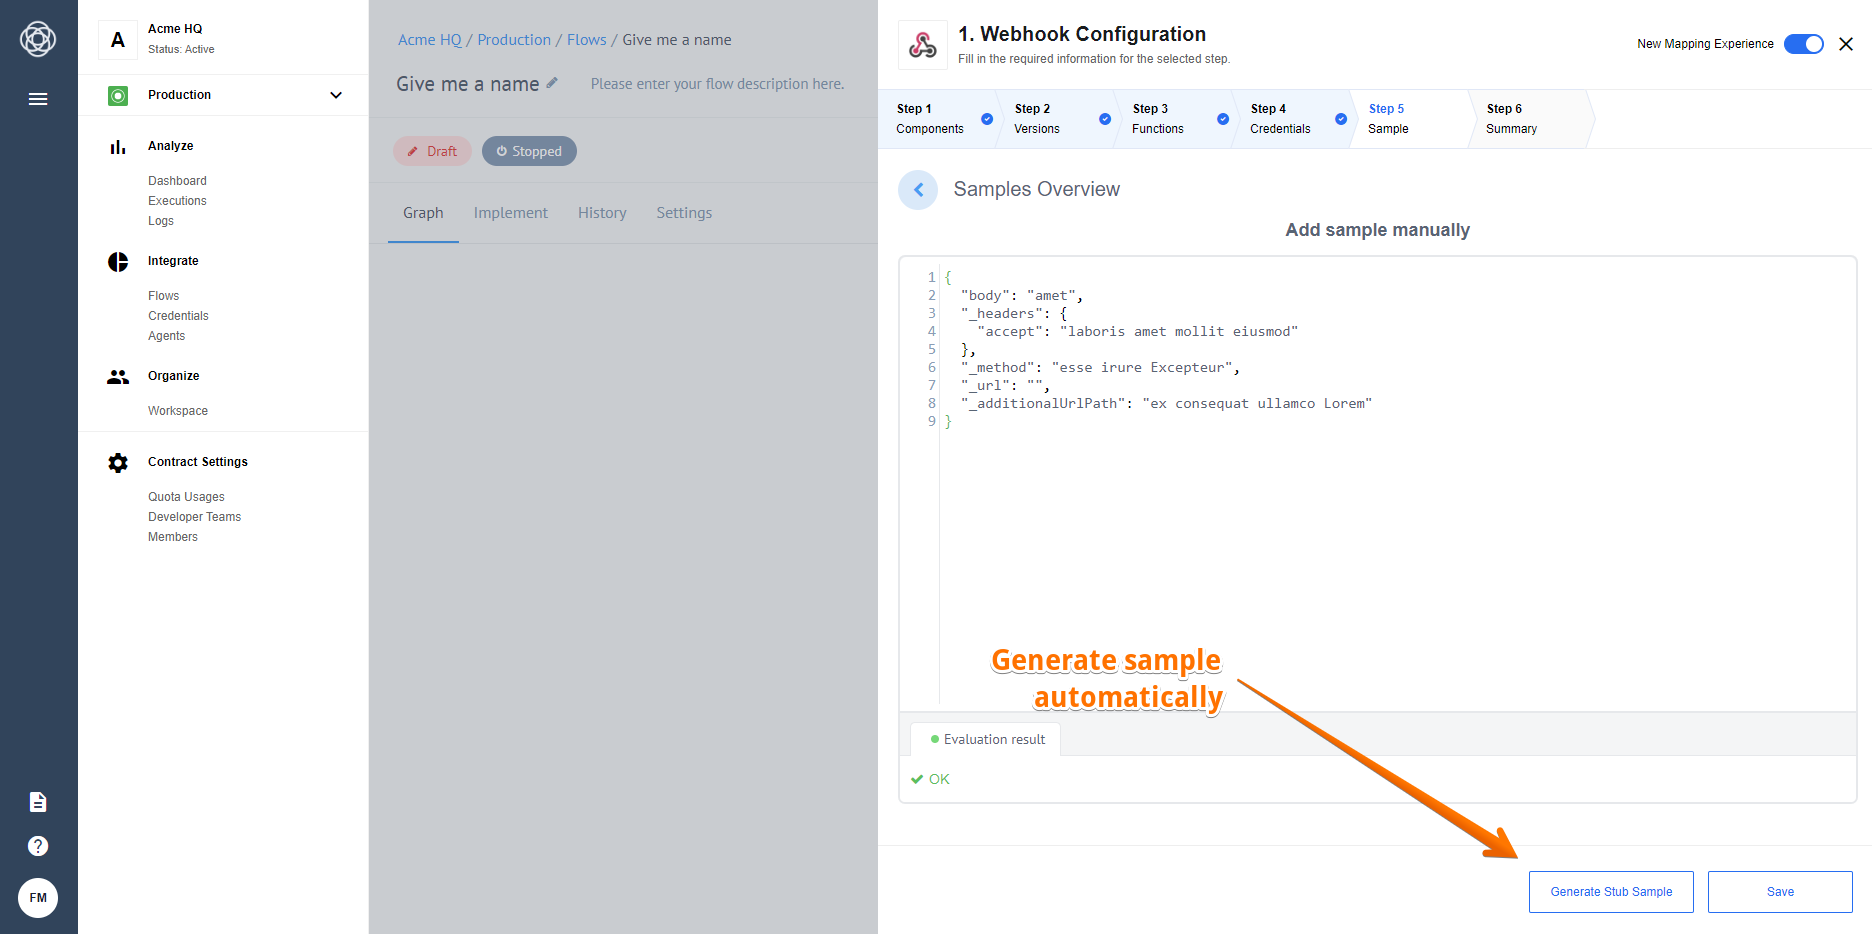 A
Acme HQ
Status: Active
Production
Analyze
Dashboard
Executions
Logs
Integrate
Flows
Credentials
Agents
Organize
Workspace
Contract Settings
Quota Usages
Developer Teams
Members
?
FM
Acme HQ / Production / Flows / Give me a name
Give me a name
Please enter your flow description here.
Draft
Stopped
Graph
Implement
History
Settings
1. Webhook Configuration
Fill in the required information for the selected step.
New Mapping Experience
Step 1
Components
Step 2
Versions
Step 3
Functions
Step 4
Credentials
Step 5
Sample
Step 6
Summary
Samples Overview
Add sample manually
1 {
2 "body": "amet",
3 "_headers": {
4 "accept": "laboris amet mollit eiusmod"
5 },
6 "_method": "esse irure Excepteur",
7 "_url": "",
8 "_additionalUrlPath": "ex consequat ullamco Lorem"
9 }
Generate sample
automatically
Evaluation result
OK
Generate Stub Sample
Save